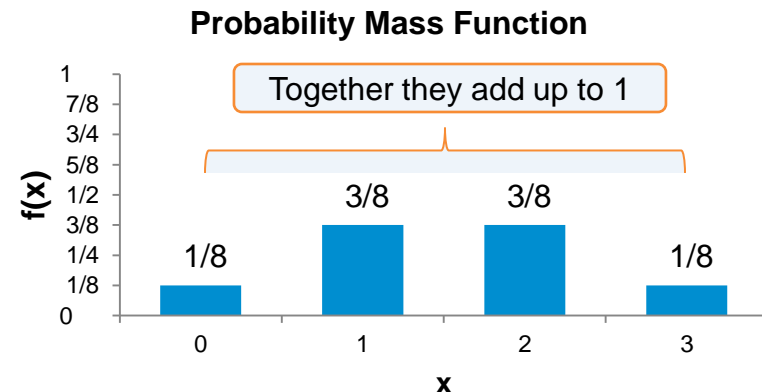 Probability Mass Function
Together they add up to 1
f(x)
1
7/8
3/4
5/8
1/2
3/8
1/4
1/8
0
1/8
3/8
3/8
1/8
0 1 2 3
x